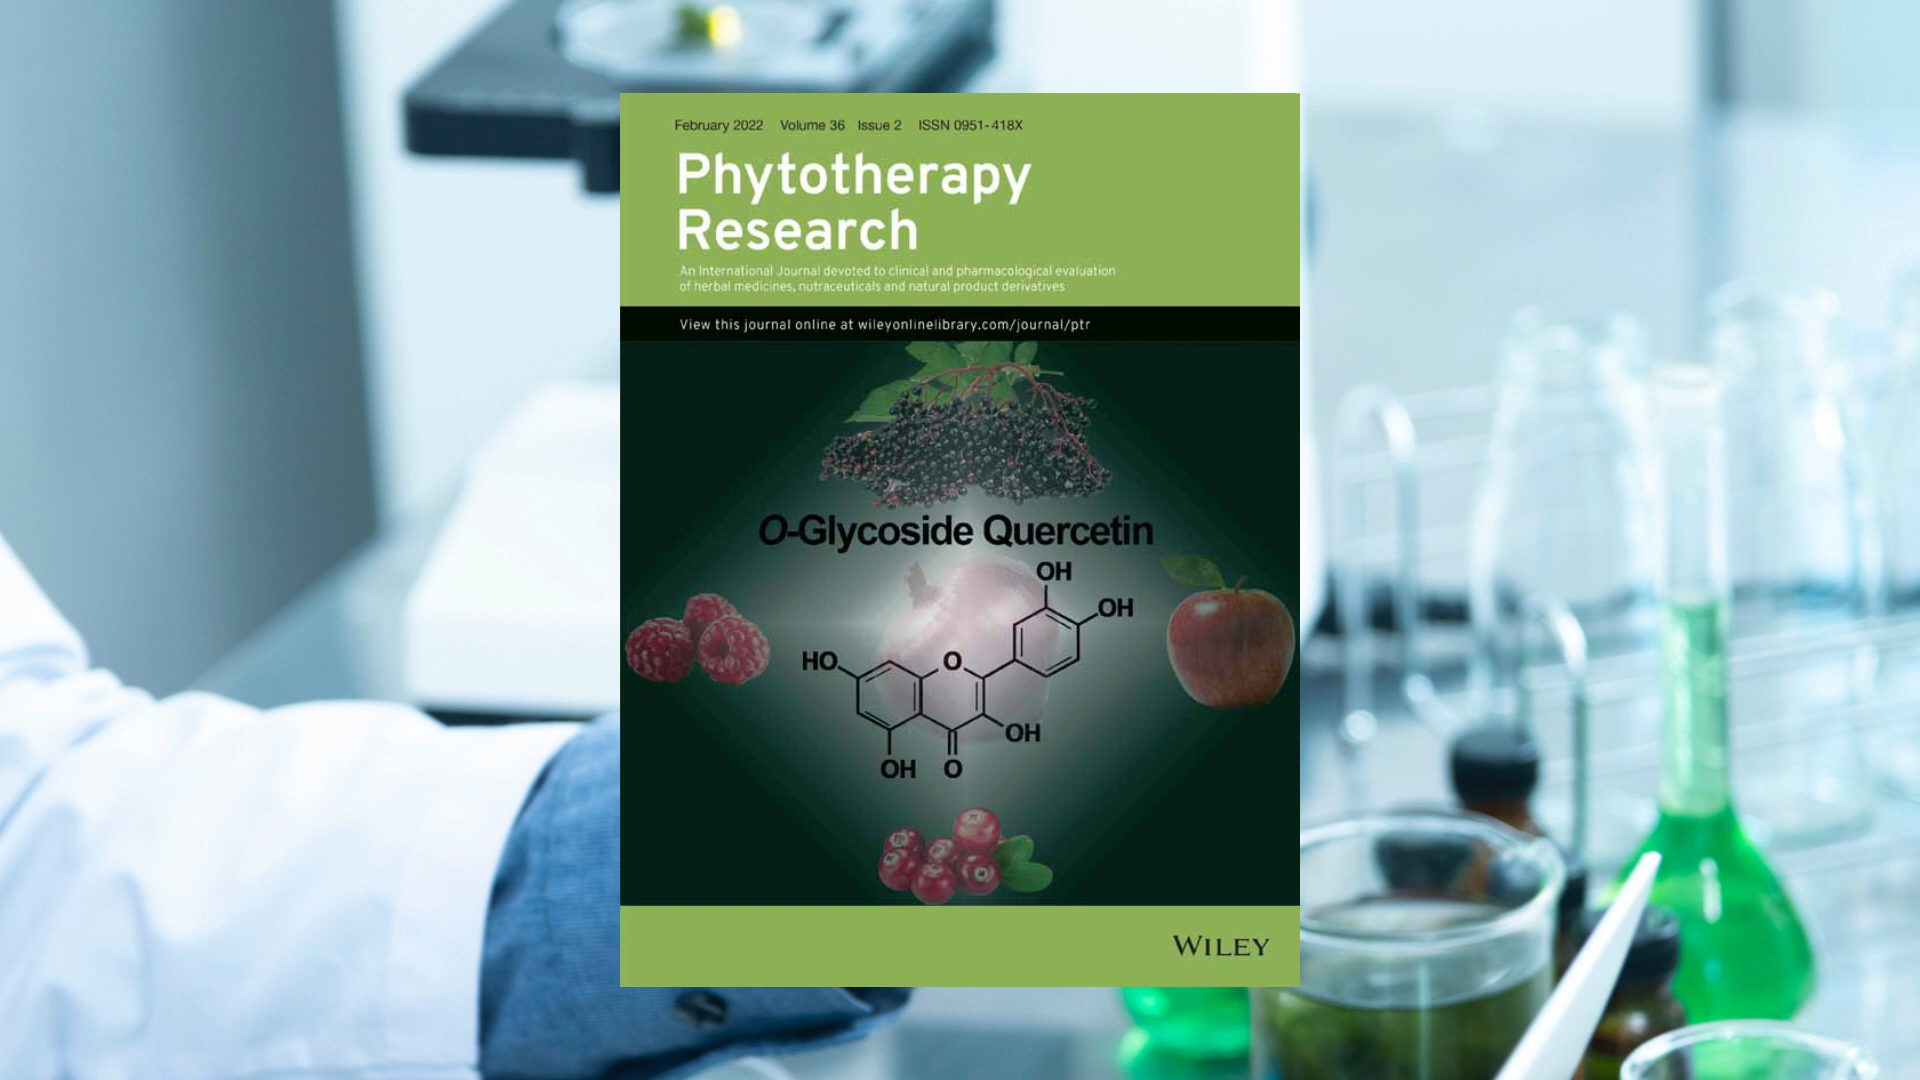 February 2022 Volume 36 Issue 2 ISSN 0951-418X
Phytotherapy
Research
An International Journal devoted to clinical and pharmacological evaluation
of herbal medicines, nutraceuticals and natural product derivatives
View this journal online at wileyonlinelibrary.com/journal/ptr
O-Glycoside Quercetin
OH
OH
HO
O
OH
OH
O
WILEY